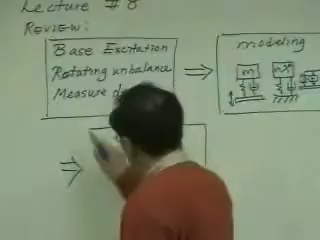 Lecture #8
Review:
Base Excitation
Rotating unbalance
Measure
modeling
m